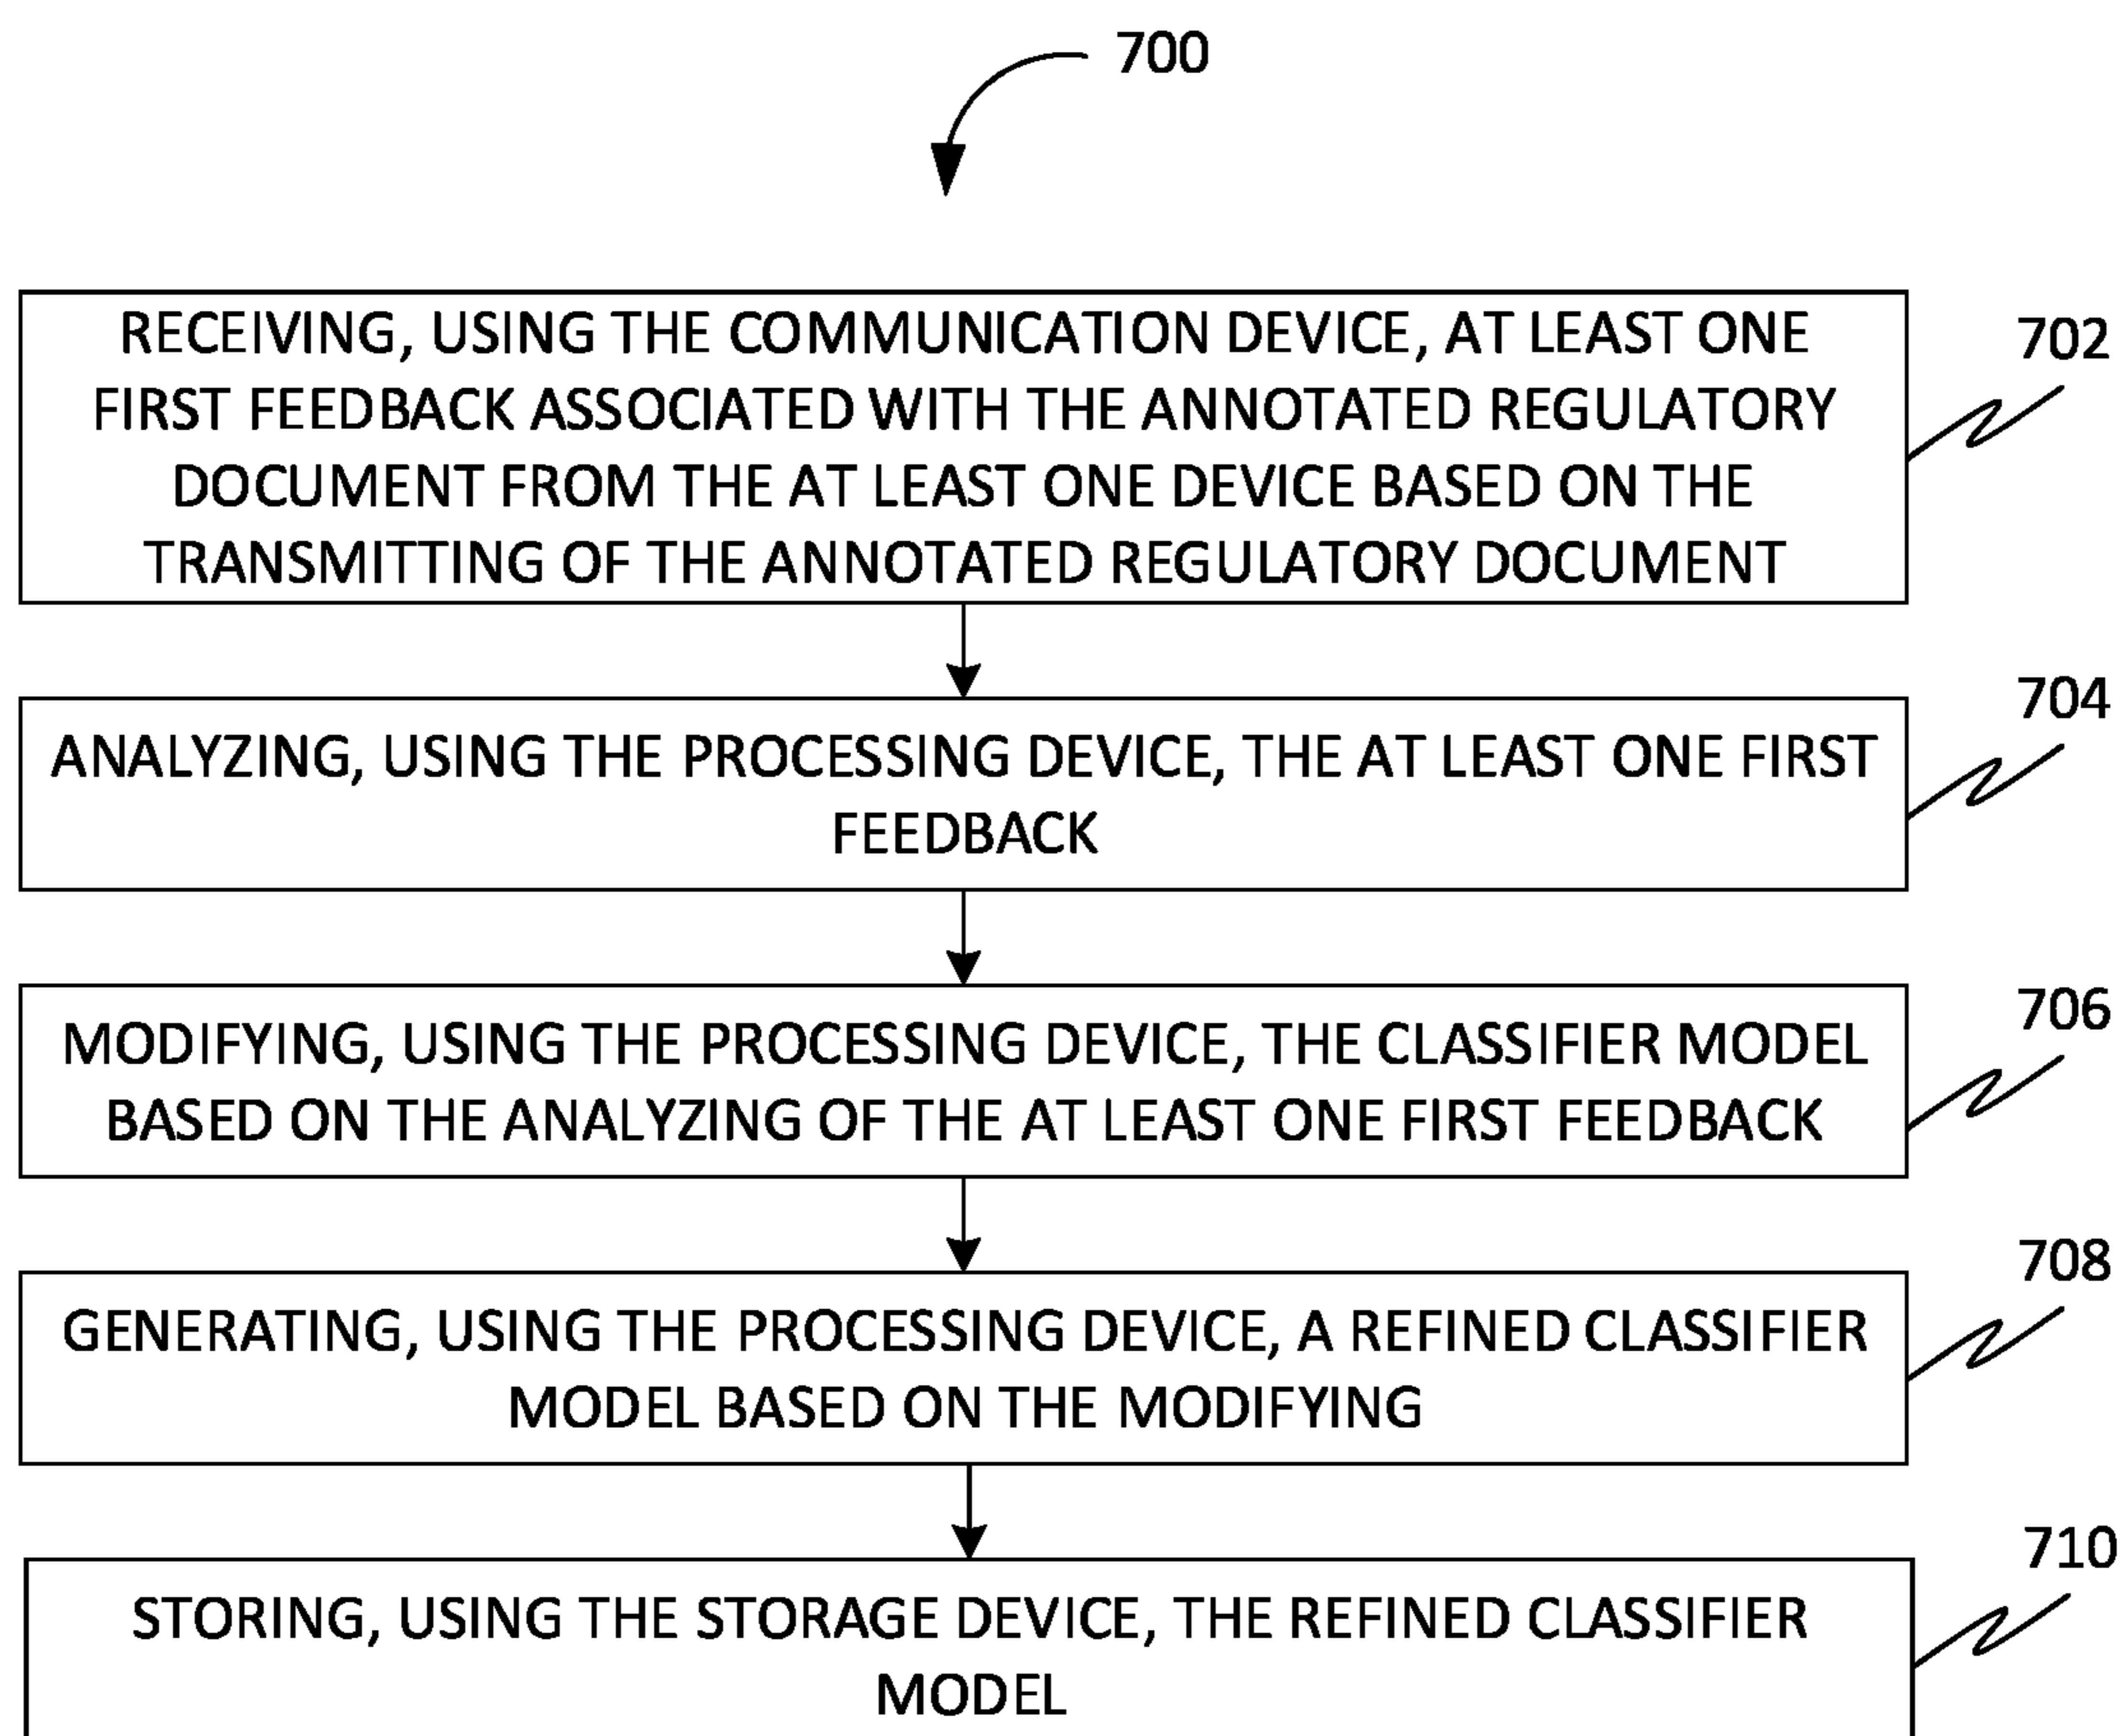 700
RECEIVING, USING THE COMMUNICATION DEVICE, AT LEAST ONE
FIRST FEEDBACK ASSOCIATED WITH THE ANNOTATED REGULATORY
DOCUMENT FROM THE AT LEAST ONE DEVICE BASED ON THE
TRANSMITTING OF THE ANNOTATED REGULATORY DOCUMENT
702
ANALYZING, USING THE PROCESSING DEVICE, THE AT LEAST ONE FIRST
FEEDBACK
704
MODIFYING, USING THE PROCESSING DEVICE, THE CLASSIFIER MODEL
BASED ON THE ANALYZING OF THE AT LEAST ONE FIRST FEEDBACK
706
GENERATING, USING THE PROCESSING DEVICE, A REFINED CLASSIFIER
MODEL BASED ON THE MODIFYING
708
STORING, USING THE STORAGE DEVICE, THE REFINED CLASSIFIER
MODEL
710